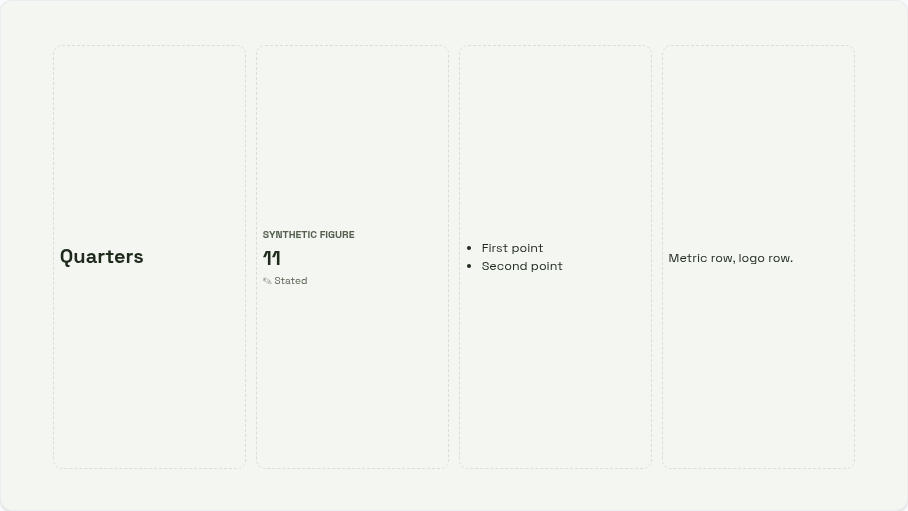 Quarters
SYNTHETIC FIGURE
11
✎ Stated
• First point
• Second point
Metric row, logo row.